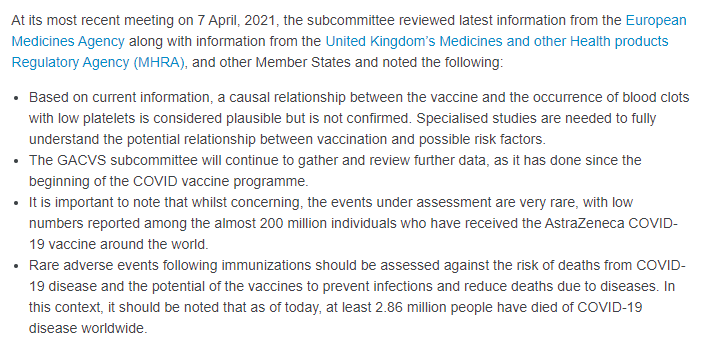 At its most recent meeting on 7 April, 2021, the subcommittee reviewed latest information from the European
Medicines Agency along with information from the United Kingdom's Medicines and other Health products
Regulatory Agency (MHRA), and other Member States and noted the following:
• Based on current information, a causal relationship between the vaccine and the occurrence of blood clots
with low platelets is considered plausible but is not confirmed. Specialised studies are needed to fully
understand the potential relationship between vaccination and possible risk factors.
• The GACVS subcommittee will continue to gather and review further data, as it has done since the
beginning of the COVID vaccine programme.
• It is important to note that whilst concerning, the events under assessment are very rare, with low
numbers reported among the almost 200 million individuals who have received the AstraZeneca COVID-
19 vaccine around the world.
• Rare adverse events following immunizations should be assessed against the risk of deaths from COVID-
19 disease and the potential of the vaccines to prevent infections and reduce deaths due to diseases. In
this context, it should be noted that as of today, at least 2.86 million people have died of COVID-19
disease worldwide.